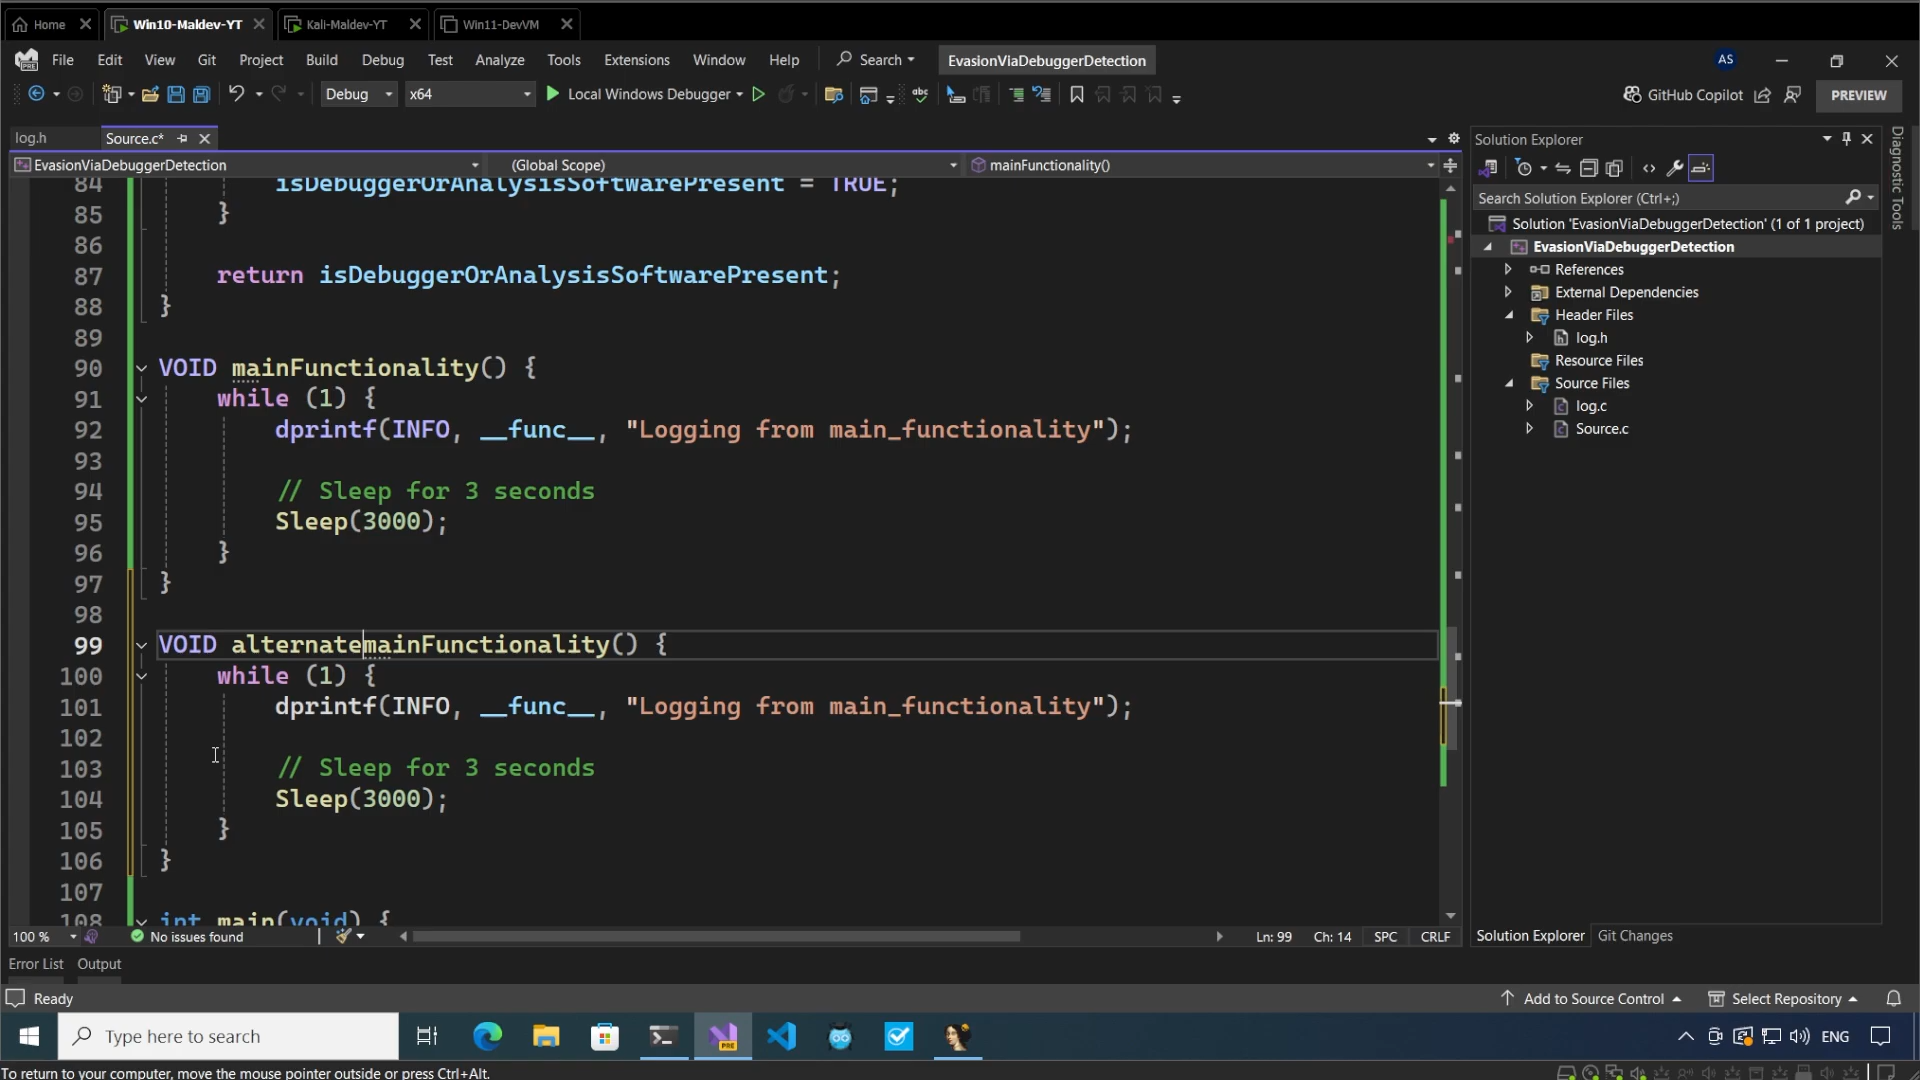 Home
Win10-Maldev-YT
Kali-Maldev-YT
Win11-DevVM
File Edit View Git Project Build Debug Test Analyze Tools Extensions Window Help Search EvasionViaDebuggerDetection AS
Debug x64 Local Windows Debugger GitHub Copilot PREVIEW
log.h Source.c*
EvasionViaDebuggerDetection (Global Scope) mainFunctionality()
84 isDebuggerOrAnalysisSoftwarePresent = TRUE;
85 }
86
87 return isDebuggerOrAnalysisSoftwarePresent;
88 }
89
90 VOID mainFunctionality() {
91 while (1) {
92 dprintf(INFO, __func__, "Logging from main_functionality");
93
94 // Sleep for 3 seconds
95 Sleep(3000);
96 }
97 }
98
99 VOID alternatemainFunctionality() {
100 while (1) {
101 dprintf(INFO, __func__, "Logging from main_functionality");
102
103 // Sleep for 3 seconds
104 Sleep(3000);
105 }
106 }
107
108 int main(void) {
100 % No issues found Ln: 99 Ch: 14 SPC CRLF
Solution Explorer
Search Solution Explorer (Ctrl+;)
Solution 'EvasionViaDebuggerDetection' (1 of 1 project)
EvasionViaDebuggerDetection
References
External Dependencies
Header Files
log.h
Resource Files
Source Files
log.c
Source.c
Solution Explorer Git Changes
Diagnostic Tools
Error List Output
Ready Add to Source Control Select Repository
Type here to search PRE ENG
To return to your computer, move the mouse pointer outside or press Ctrl+Alt.